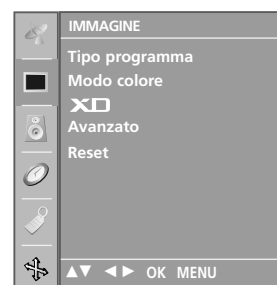 IMMAGINE
Tipo programma
Modo colore
XD
Avanzato
Reset
▲▼ ◄► OK MENU